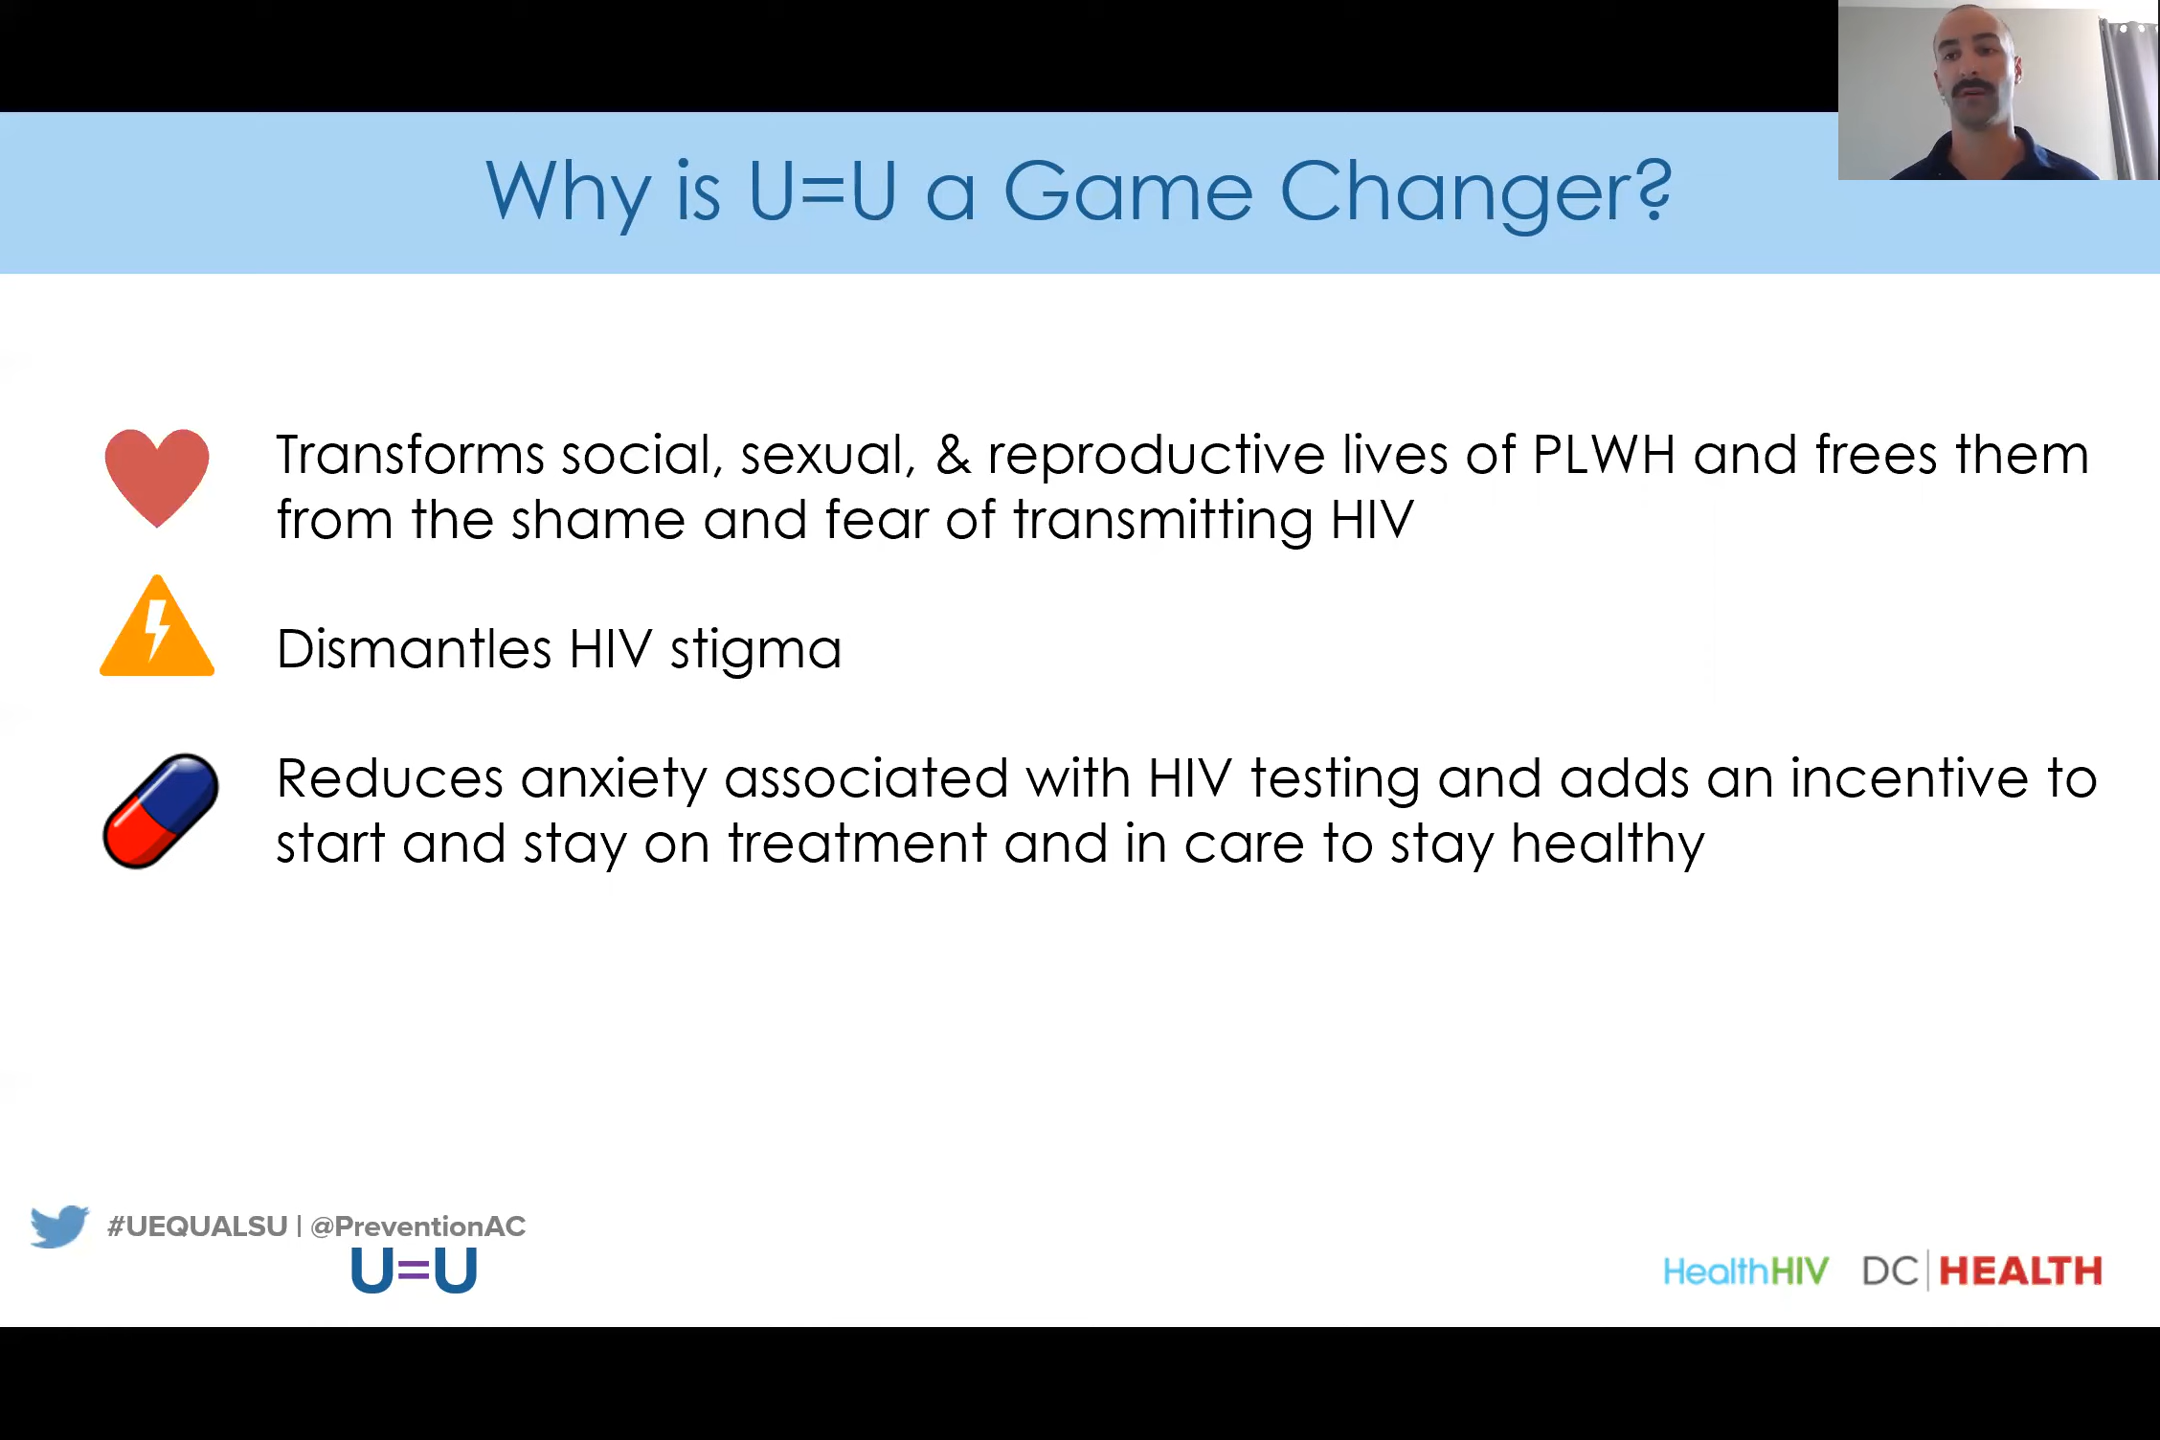 Why is U=U a Game Changer?
Transforms social, sexual, & reproductive lives of PLWH and frees them
from the shame and fear of transmitting HIV
Dismantles HIV stigma
Reduces anxiety associated with HIV testing and adds an incentive to
start and stay on treatment and in care to stay healthy
#UEQUALSU | @PreventionAC
U=U
HealthHIV DC | HEALTH